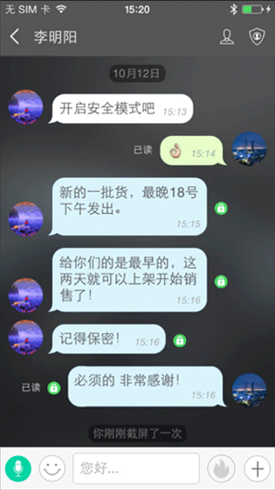 无 SIM 卡
15:20
李明阳
10月12日
开启安全模式吧
15:13
已读
15:14
新的一批货，最晚18号
下午发出。
15:15
给你们的是最早的，这
两天就可以上架开始销
售了！
15:16
记得保密！
15:16
已读
必须的 非常感谢！
15:16
你刚刚截屏了一次
您好...